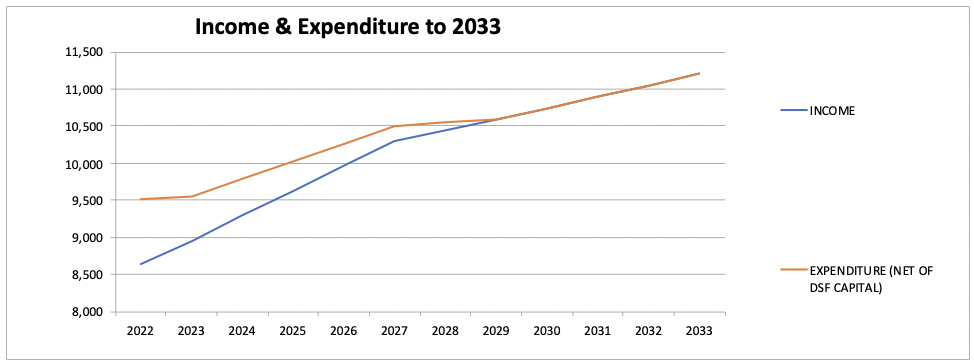 Income & Expenditure to 2033
11,500
11,000
10,500
10,000
9,500
9,000
8,500
8,000
2022 2023 2024 2025 2026 2027 2028 2029 2030 2031 2032 2033
INCOME
EXPENDITURE (NET OF
DSF CAPITAL)